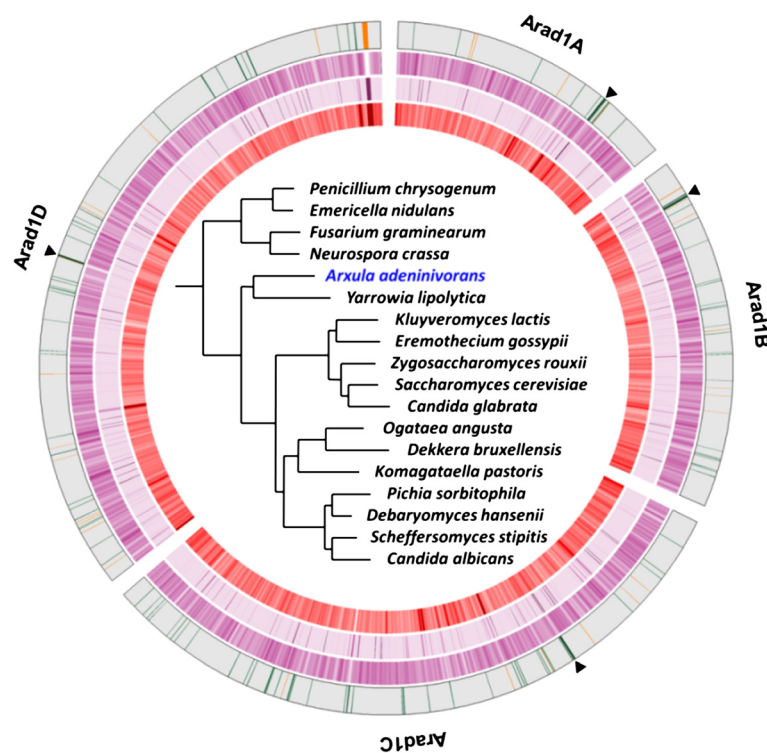 Arad1A
Arad1B
Arad1C
Arad1D
Penicillium chrysogenum
Emericella nidulans
Fusarium graminearum
Neurospora crassa
Arxula adeninivorans
Yarrowia lipolytica
Kluyveromyces lactis
Eremothecium gossypii
Zygosaccharomyces rouxii
Saccharomyces cerevisiae
Candida glabrata
Ogataea angusta
Dekkera bruxellensis
Komagataella pastoris
Pichia sorbitophila
Debaryomyces hansenii
Scheffersomyces stipitis
Candida albicans